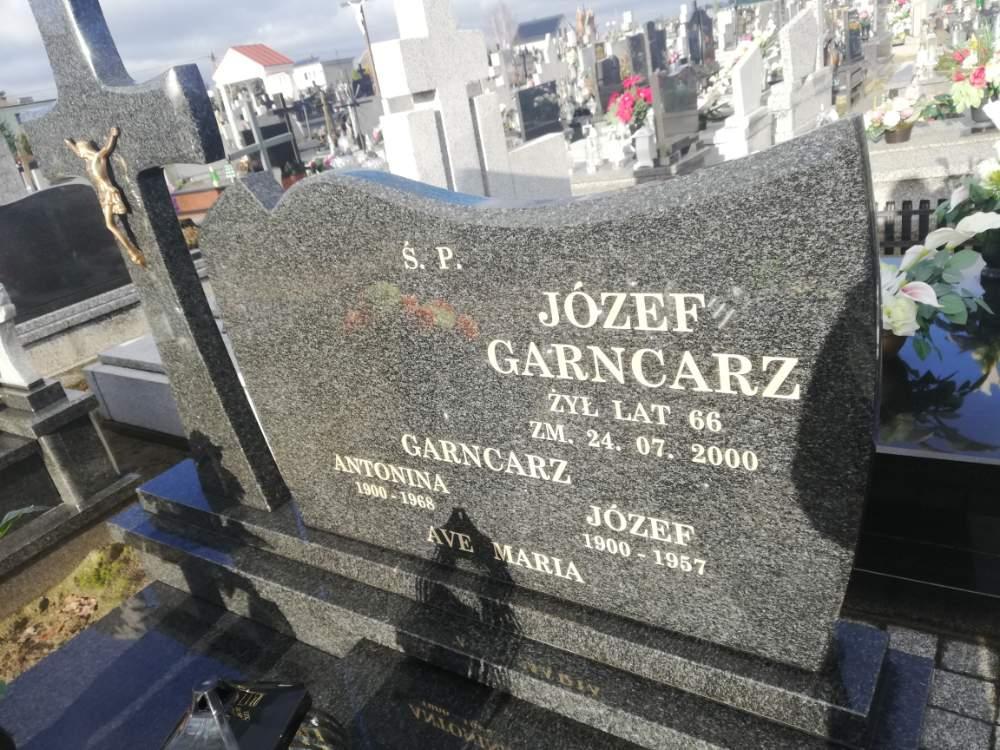 Ś. P.
JÓZEF
GARNCARZ
ŻYŁ LAT 66
ZM. 24. 07. 2000
GARNCARZ
ANTONINA
1900 - 1968
JÓZEF
1900 - 1957
AVE MARIA